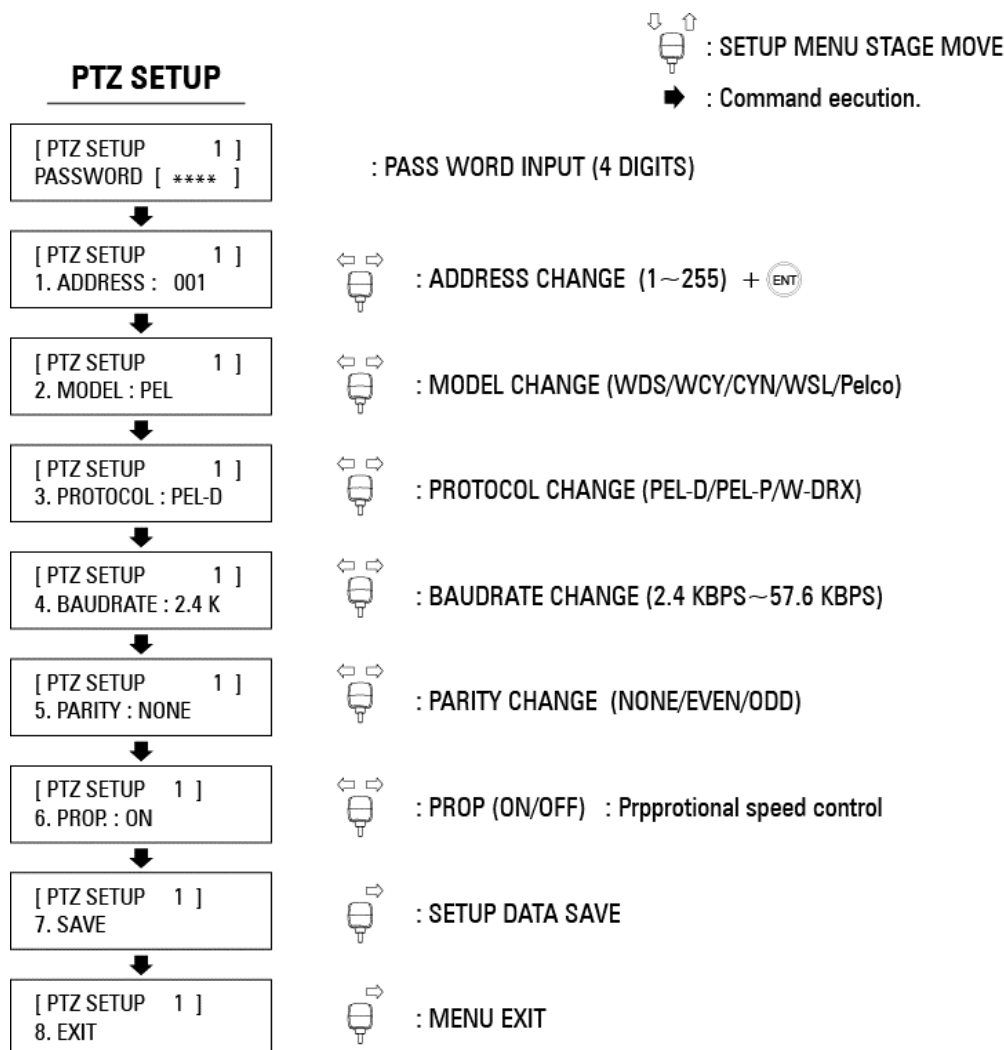 : SETUP MENU STAGE MOVE
PTZ SETUP
: Command eecution.
[ PTZ SETUP 1 ]
PASSWORD [ **** ]
: PASS WORD INPUT (4 DIGITS)
[ PTZ SETUP 1 ]
1. ADDRESS : 001
: ADDRESS CHANGE (1~255) + ENT
[ PTZ SETUP 1 ]
2. MODEL : PEL
: MODEL CHANGE (WDS/WCY/CYN/WSL/Pelco)
[ PTZ SETUP 1 ]
3. PROTOCOL : PEL-D
: PROTOCOL CHANGE (PEL-D/PEL-P/W-DRX)
[ PTZ SETUP 1 ]
4. BAUDRATE : 2.4 K
: BAUDRATE CHANGE (2.4 KBPS~57.6 KBPS)
[ PTZ SETUP 1 ]
5. PARITY : NONE
: PARITY CHANGE (NONE/EVEN/ODD)
[ PTZ SETUP 1 ]
6. PROP. : ON
: PROP (ON/OFF) : Prpprotional speed control
[ PTZ SETUP 1 ]
7. SAVE
: SETUP DATA SAVE
[ PTZ SETUP 1 ]
8. EXIT
: MENU EXIT